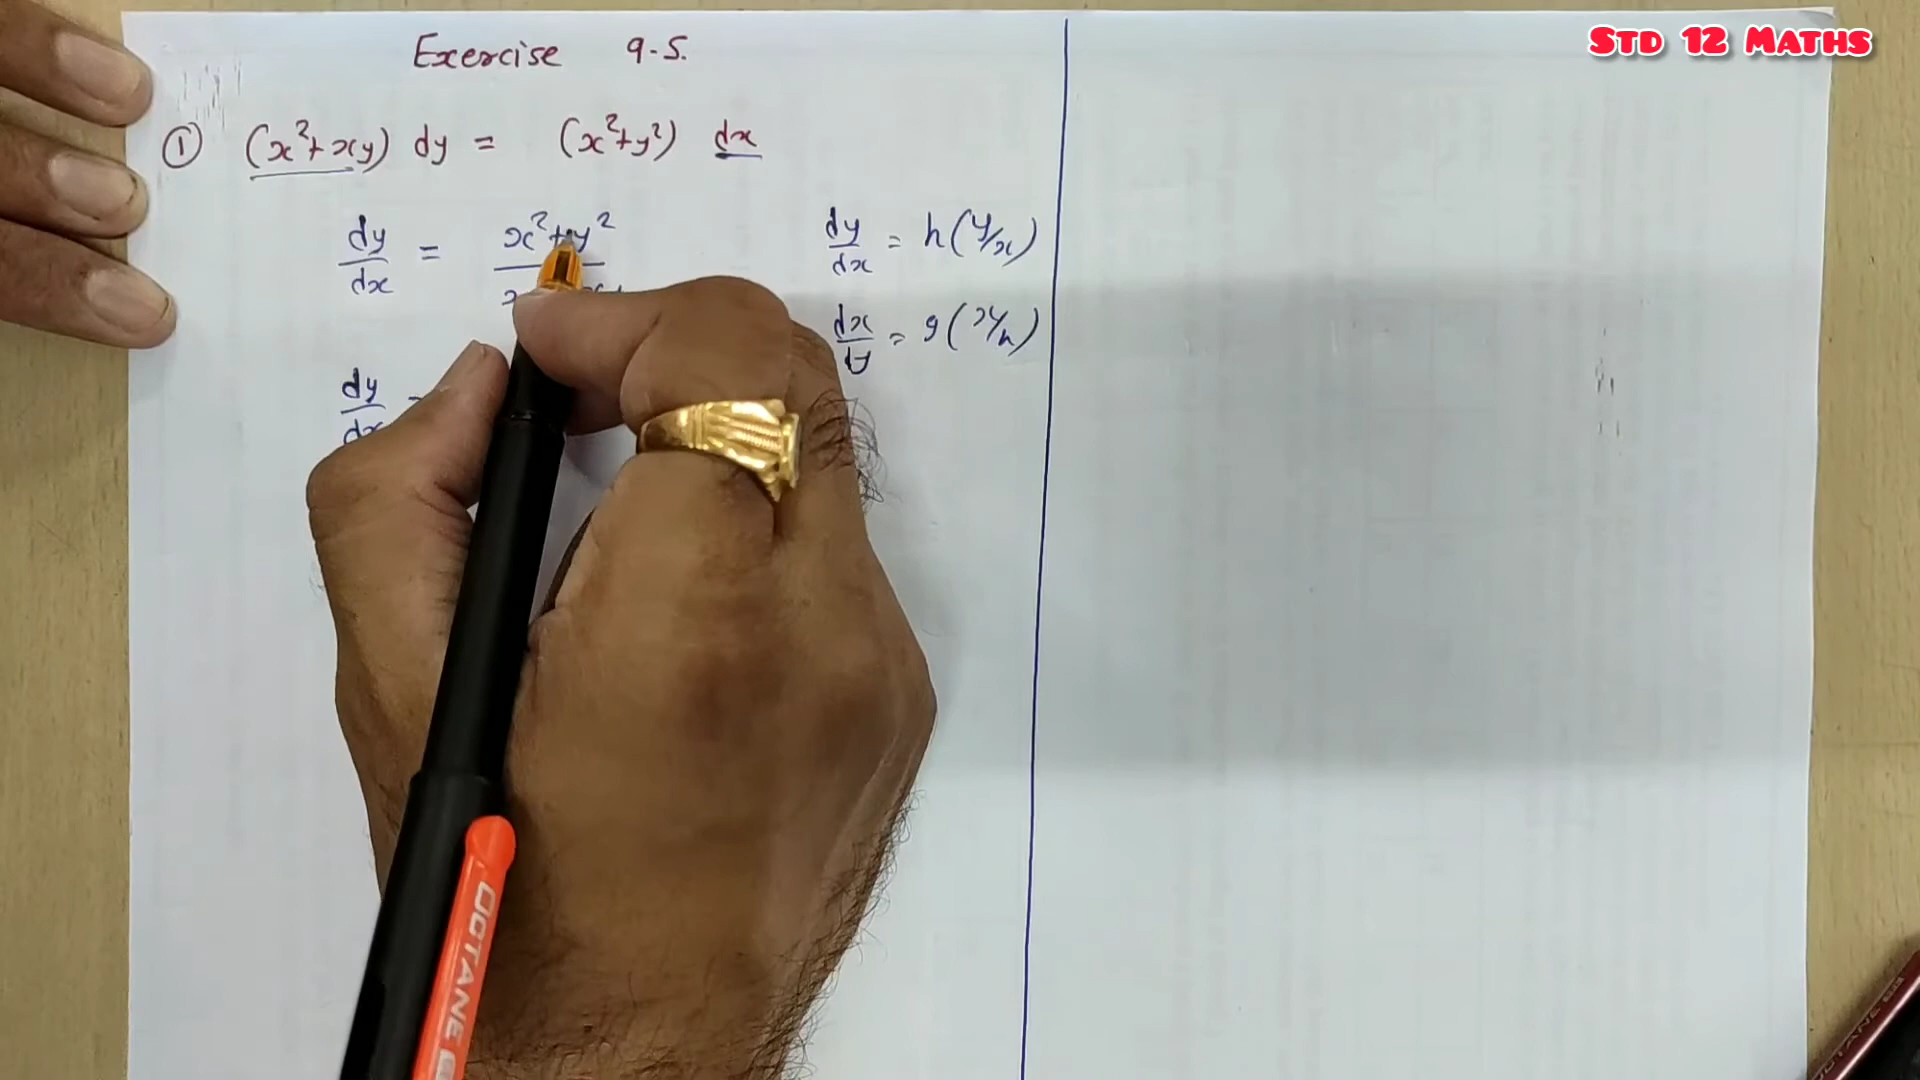 STD 12 MATHS
Exercise 9.5.
① (x²+xy) dy = (x²+y²) dx
dy/dx = x²+y²
dy/dx = h(y/x)
dx/dy = g(
dy/dx =
OCTANE